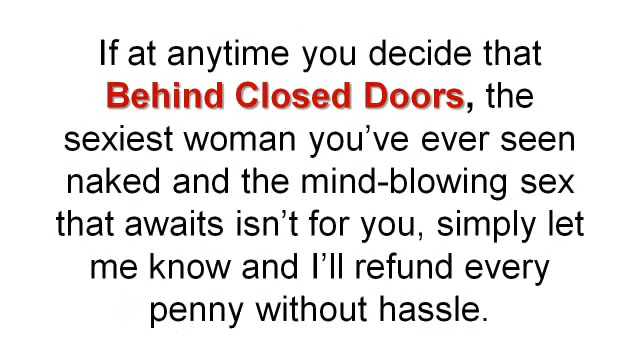 If at anytime you decide that
Behind Closed Doors, the
sexiest woman you’ve ever seen
naked and the mind-blowing sex
that awaits isn’t for you, simply let
me know and I’ll refund every
penny without hassle.